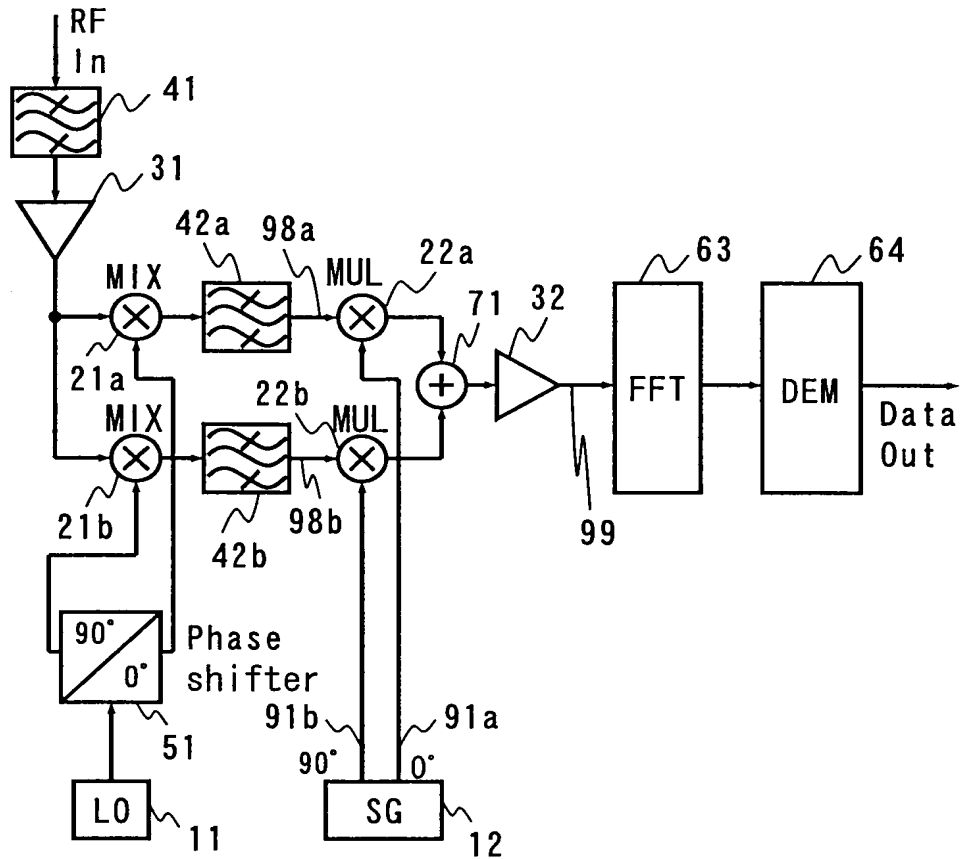 RF
In
41
31
42a
98a
22a
63
64
MIX
MUL
71
32
21a
22b
FFT
DEM
MIX
MUL
Data
Out
21b
42b
98b
99
90°
0°
Phase
shifter
51
91b
91a
90°
0°
LO
11
SG
12